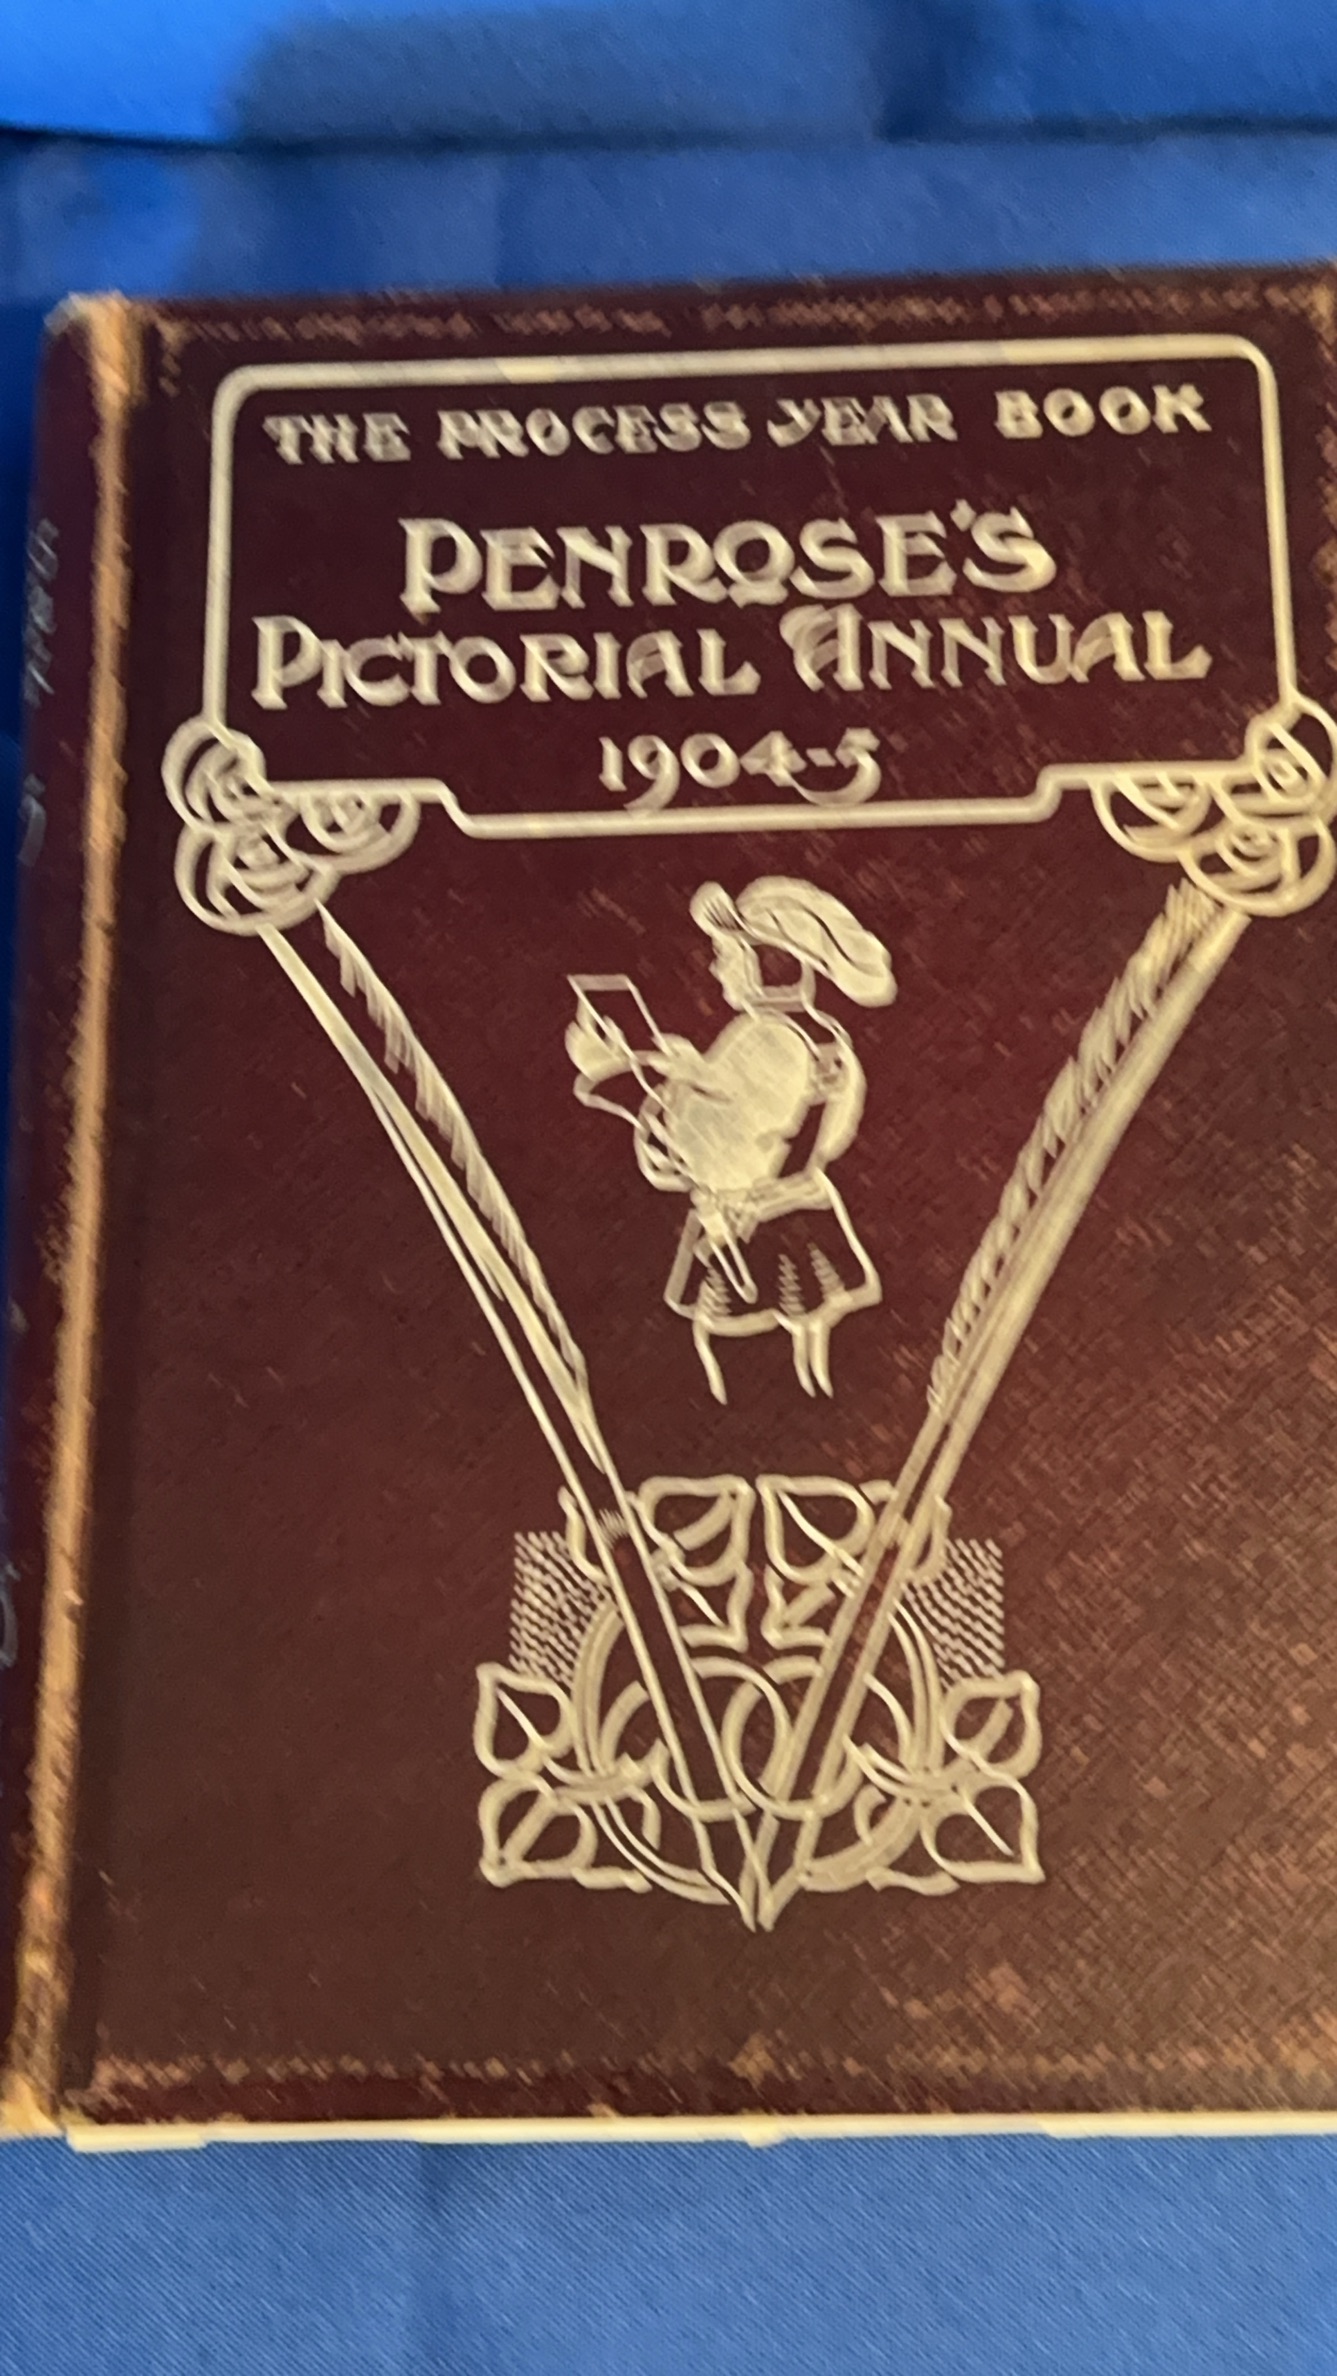 THE PROCESS YEAR BOOK
PENROSE'S
PICTORIAL ANNUAL
1904-5